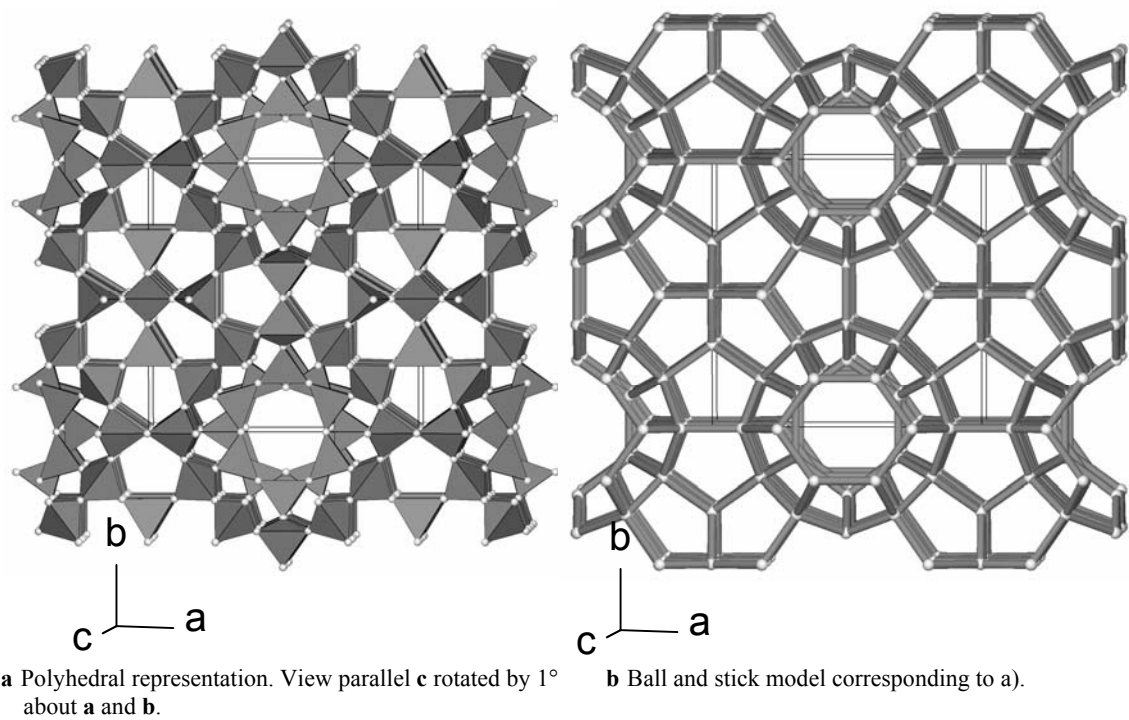 b
a
c
b
a
c
a Polyhedral representation. View parallel c rotated by 1°
about a and b.
b Ball and stick model corresponding to a).